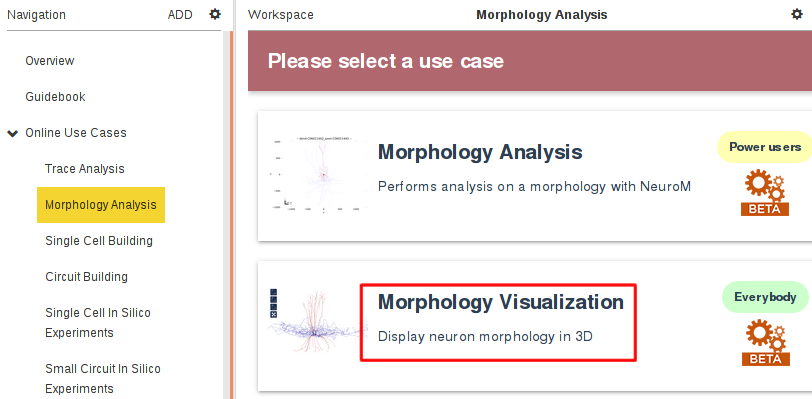 Navigation
ADD
Workspace
Morphology Analysis
Overview
Guidebook
Online Use Cases
Trace Analysis
Morphology Analysis
Single Cell Building
Circuit Building
Single Cell In Silico
Experiments
Small Circuit In Silico
Experiments
Please select a use case
Morphology Analysis
Performs analysis on a morphology with NeuroM
Power users
BETA
Morphology Visualization
Display neuron morphology in 3D
Everybody
BETA